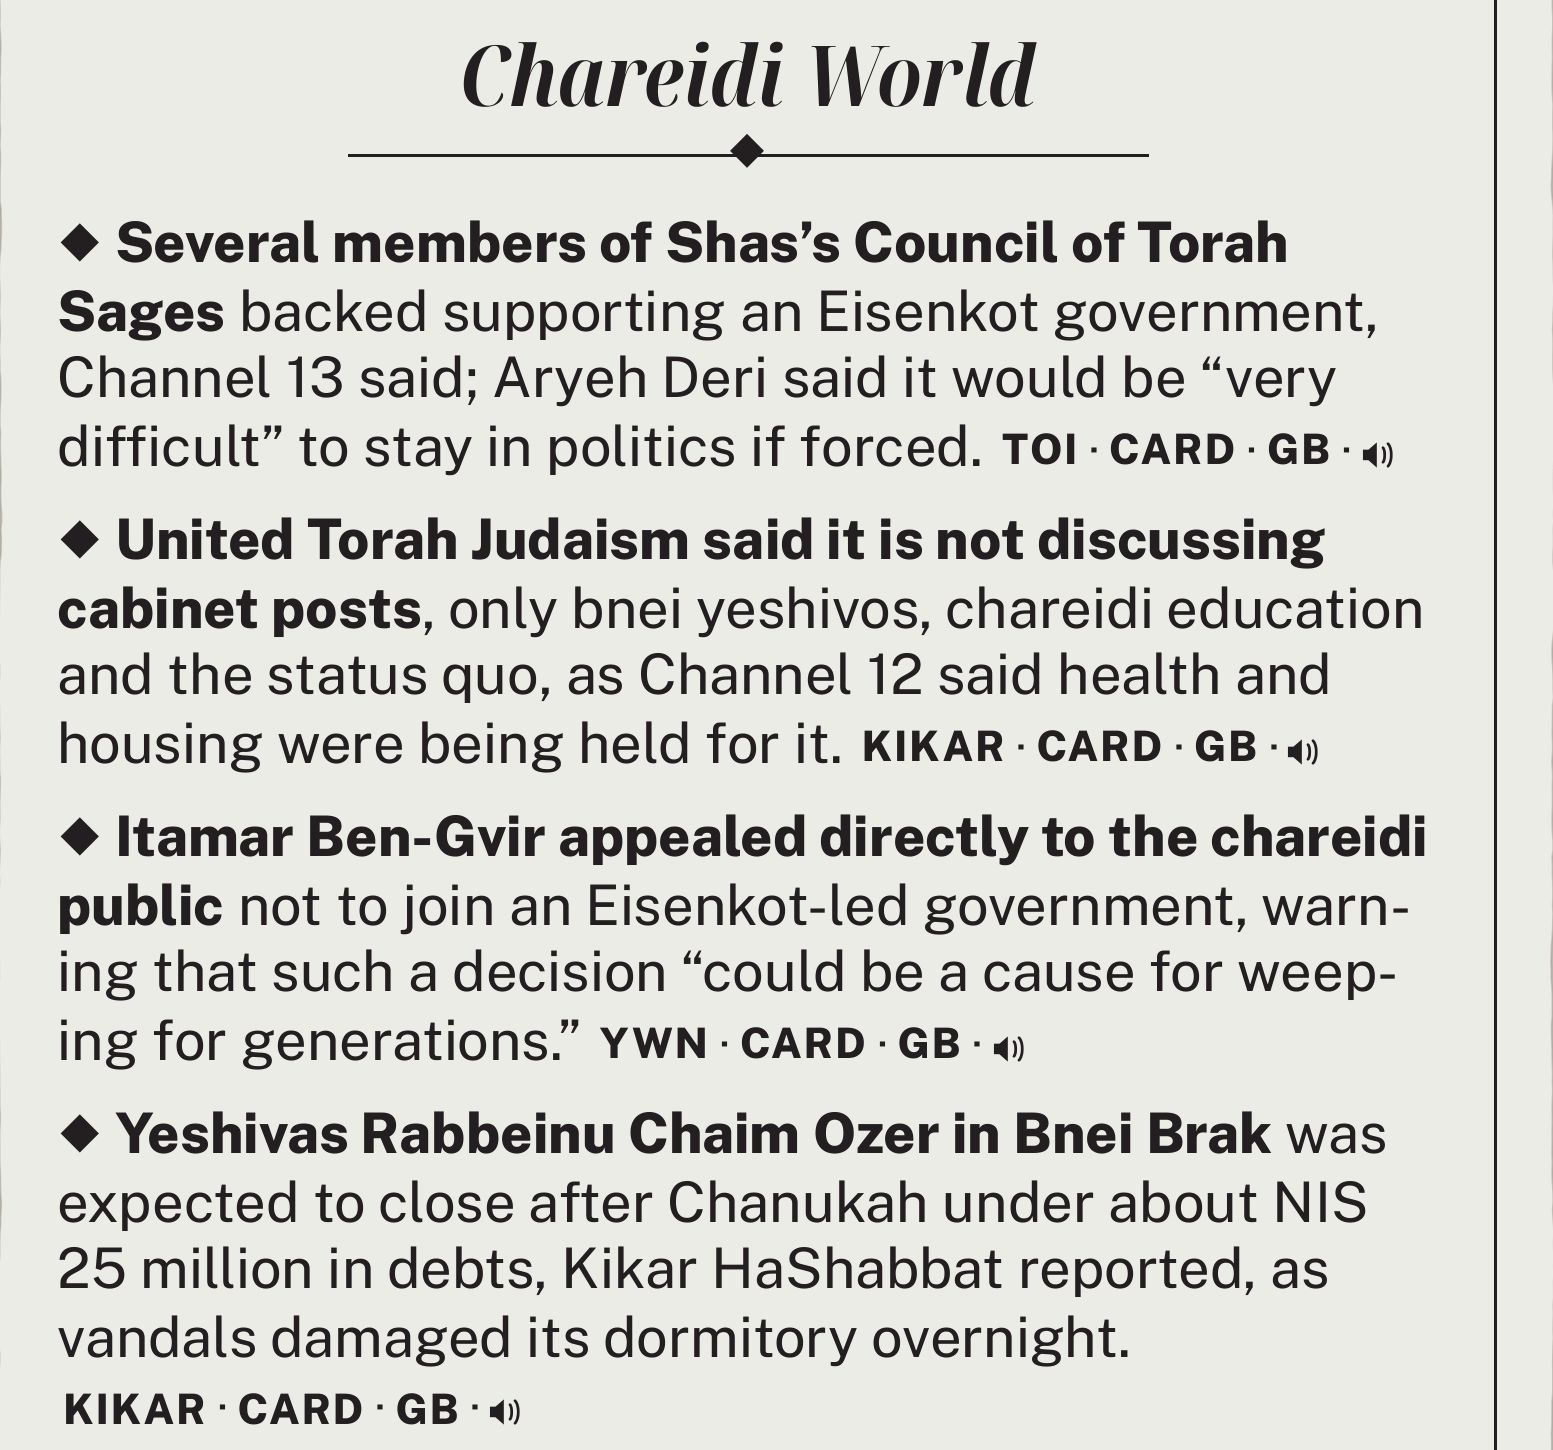 Chareidi World
◆ Several members of Shas’s Council of Torah
Sages backed supporting an Eisenkot government,
Channel 13 said; Aryeh Deri said it would be “very
difficult” to stay in politics if forced. TOI · CARD · GB ·
◆ United Torah Judaism said it is not discussing
cabinet posts, only bnei yeshivos, chareidi education
and the status quo, as Channel 12 said health and
housing were being held for it. KIKAR · CARD · GB ·
◆ Itamar Ben-Gvir appealed directly to the chareidi
public not to join an Eisenkot-led government, warn-
ing that such a decision “could be a cause for weep-
ing for generations.” YWN · CARD · GB ·
◆ Yeshivas Rabbeinu Chaim Ozer in Bnei Brak was
expected to close after Chanukah under about NIS
25 million in debts, Kikar HaShabbat reported, as
vandals damaged its dormitory overnight.
KIKAR · CARD · GB ·